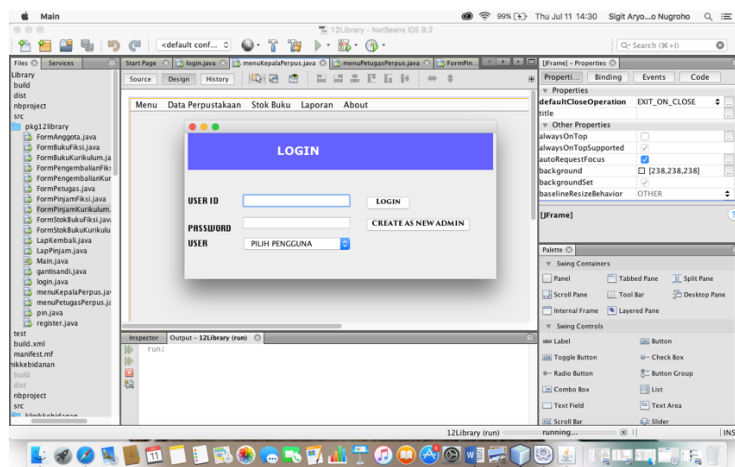 Main
99%
Thu Jul 11 14:30
Sigit Aryo...o Nugroho
12Library - NetBeans IDE 8.2
<default conf...
Search (⌘+I)
Files
Services
Start Page
login.java
menuKepalaPerpus.java
menuPetugasPerpus.java
FormPin...
[JFrame] - Properties
Source
Design
History
Properti...
Binding
Events
Code
Library
build
dist
nbproject
src
pkg12library
FormAnggota.java
FormBukuFiksi.java
FormBukuKurikulum.ja
FormPengembalianFiks
FormPengembalianKur
FormPetugas.java
FormPinjamFiksi.java
FormPinjamKurikulum.
FormStokBukuFiksi.java
FormStokBukuKurikulu
LapKembali.java
LapPinjam.java
Main.java
gantisandi.java
login.java
menuKepalaPerpus.ja
menuPetugasPerpus.ja
pin.java
register.java
test
build.xml
manifest.mf
nikkebidanan
build
dist
nbproject
src
klinikkebidanan
Menu
Data Perpustakaan
Stok Buku
Laporan
About
LOGIN
USER ID
LOGIN
PASSWORD
CREATE AS NEW ADMIN
USER
PILIH PENGGUNA
Properties
defaultCloseOperation
EXIT_ON_CLOSE
title
Other Properties
alwaysOnTop
alwaysOnTopSupported
autoRequestFocus
background
[238,238,238]
backgroundSet
baselineResizeBehavior
OTHER
[JFrame]
Palette
Swing Containers
Panel
Tabbed Pane
Split Pane
Scroll Pane
Tool Bar
Desktop Pane
Internal Frame
Layered Pane
Swing Controls
Label
Button
Toggle Button
Check Box
Radio Button
Button Group
Combo Box
List
Text Field
Text Area
Scroll Bar
Slider
Inspector
Output - 12Library (run)
run:
12Library (run)
running...
INS